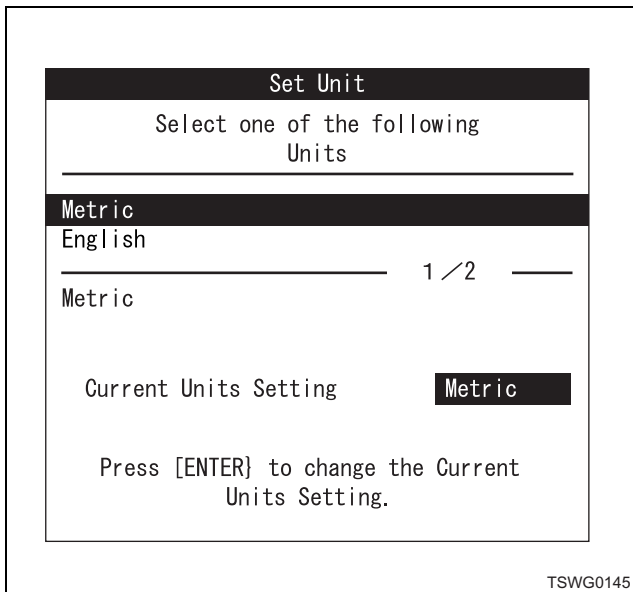 Set Unit
Select one of the following
Units
Metric
English
1／2
Metric
Current Units Setting Metric
Press [ENTER} to change the Current
Units Setting.
TSWG0145